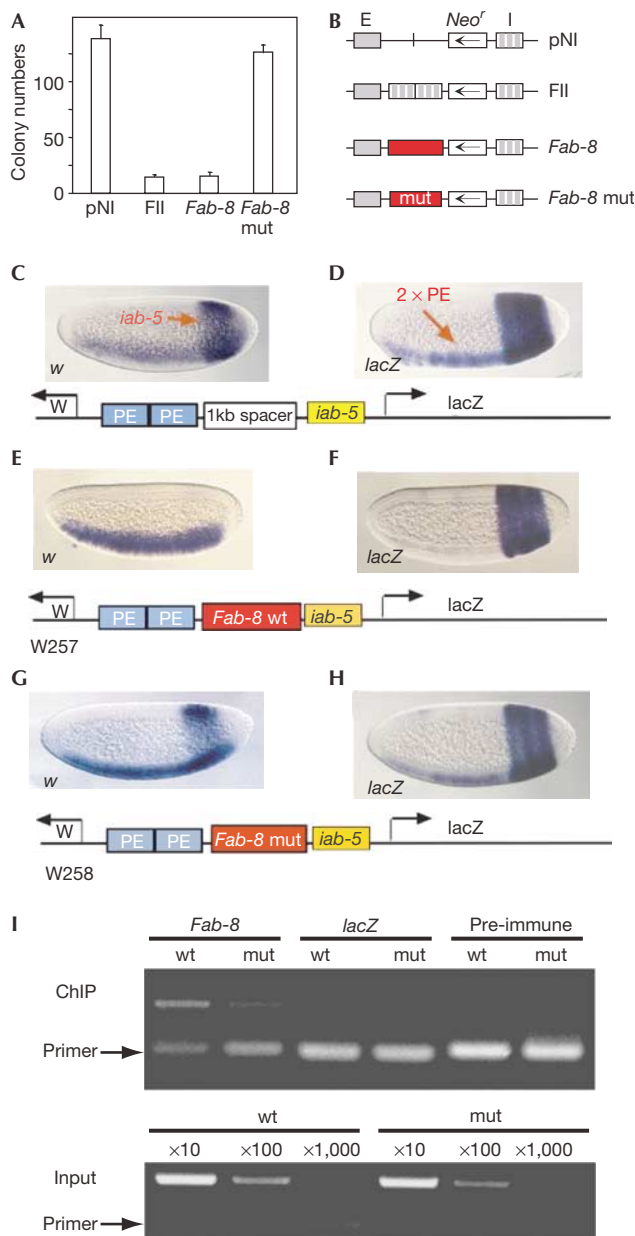 A
Colony numbers
100
50
0
pNI
FII
Fab-8
Fab-8 mut
B
E
Neoʳ
I
pNI
FII
Fab-8
mut
Fab-8 mut
C
iab-5
w
D
2 × PE
lacZ
W
PE
PE
1kb spacer
iab-5
lacZ
E
w
F
lacZ
W
PE
PE
Fab-8 wt
iab-5
lacZ
W257
G
w
H
lacZ
W
PE
PE
Fab-8 mut
iab-5
lacZ
W258
I
Fab-8
lacZ
Pre-immune
wt
mut
wt
mut
wt
mut
ChIP
Primer
wt
mut
×10
×100
×1,000
×10
×100
×1,000
Input
Primer